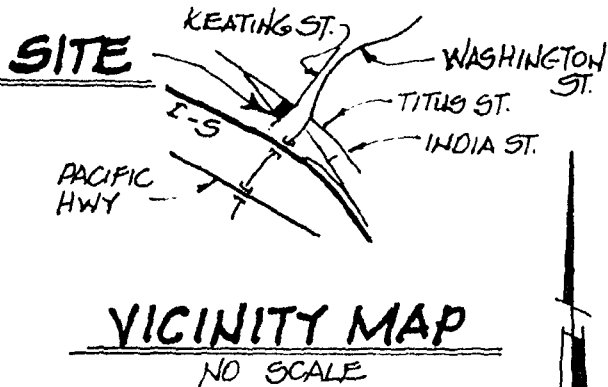 KEATING ST.
SITE
WASHINGTON
ST.
TITUS ST.
I-5
INDIA ST.
PACIFIC
HWY
VICINITY MAP
NO SCALE